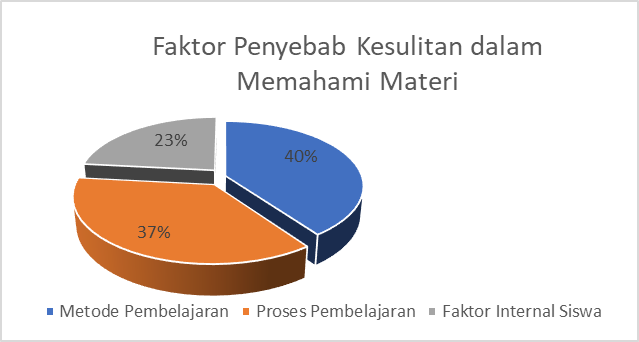 Faktor Penyebab Kesulitan dalam
Memahami Materi
23%
40%
37%
Metode Pembelajaran
Proses Pembelajaran
Faktor Internal Siswa